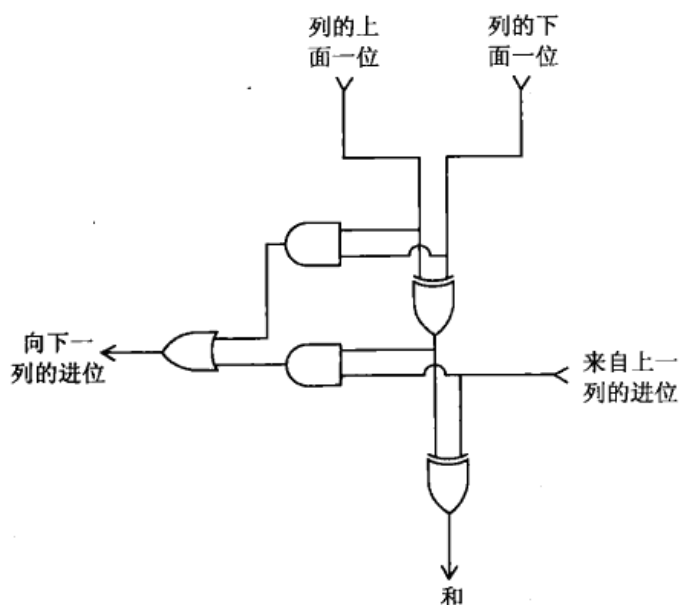 列的上
面一位
列的下
面一位
向下一
列的进位
来自上一
列的进位
和